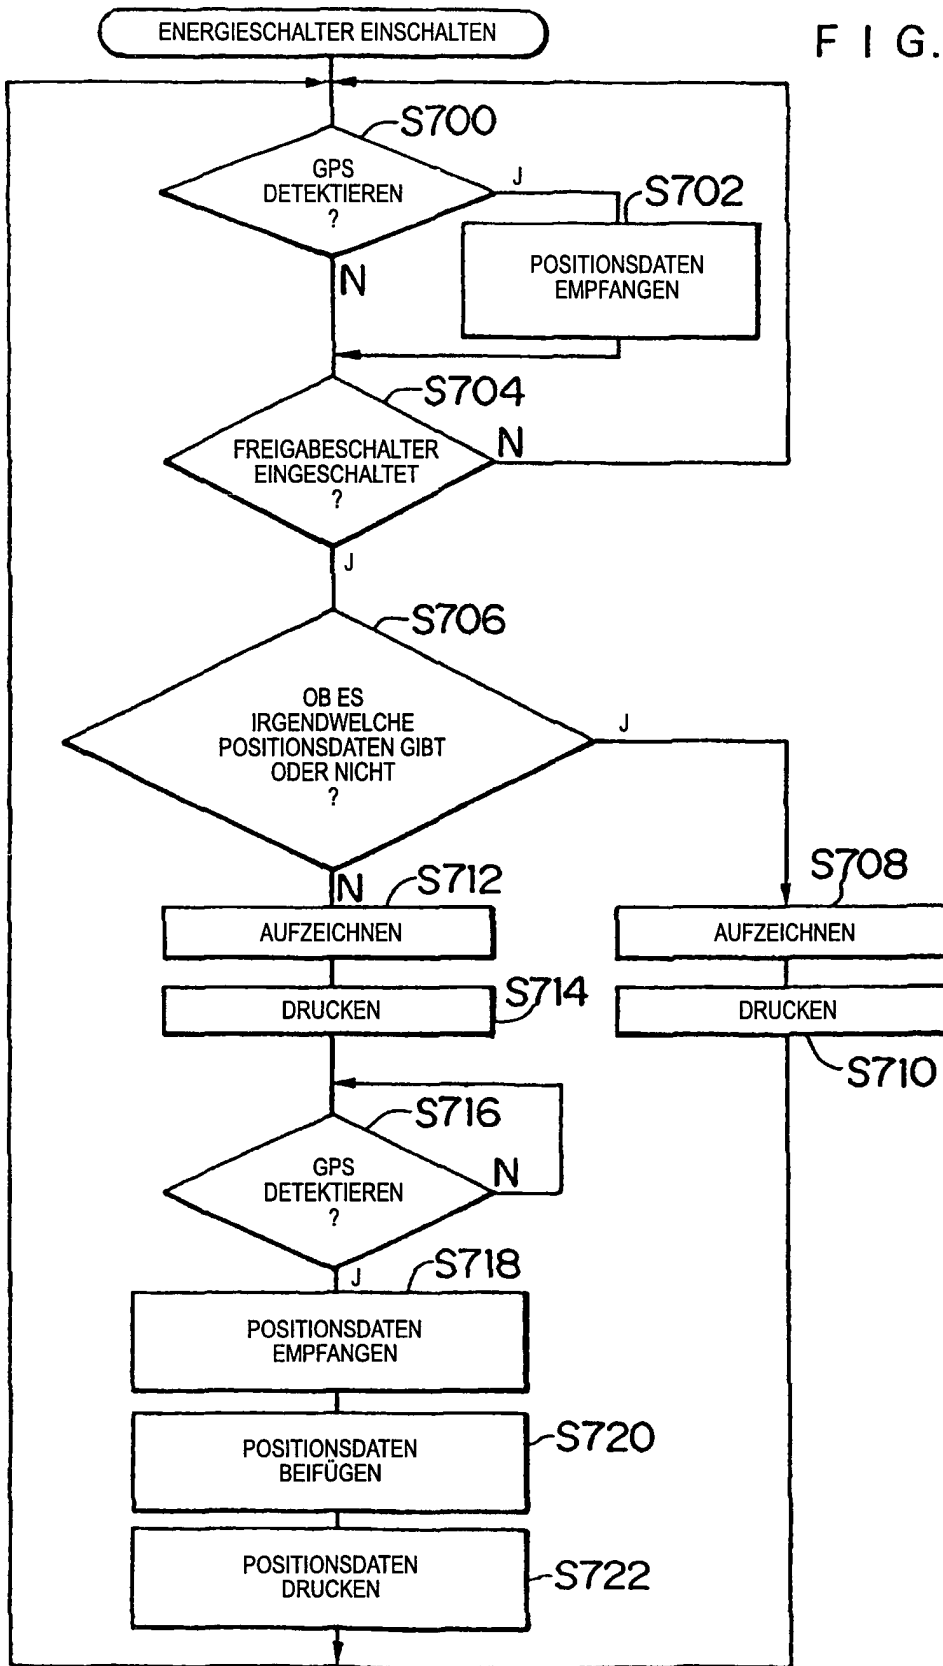 ENERGIESCHALTER EINSCHALTEN
F I G.
S700
GPS
DETEKTIEREN
?
J
S702
POSITIONSDATEN
EMPFANGEN
N
S704
FREIGABESCHALTER
EINGESCHALTET
?
N
J
S706
OB ES
IRGENDWELCHE
POSITIONSDATEN GIBT
ODER NICHT
?
J
N
S712
AUFZEICHNEN
S708
AUFZEICHNEN
DRUCKEN
S714
DRUCKEN
S710
S716
GPS
DETEKTIEREN
?
N
J
S718
POSITIONSDATEN
EMPFANGEN
POSITIONSDATEN
BEIFÜGEN
S720
POSITIONSDATEN
DRUCKEN
S722